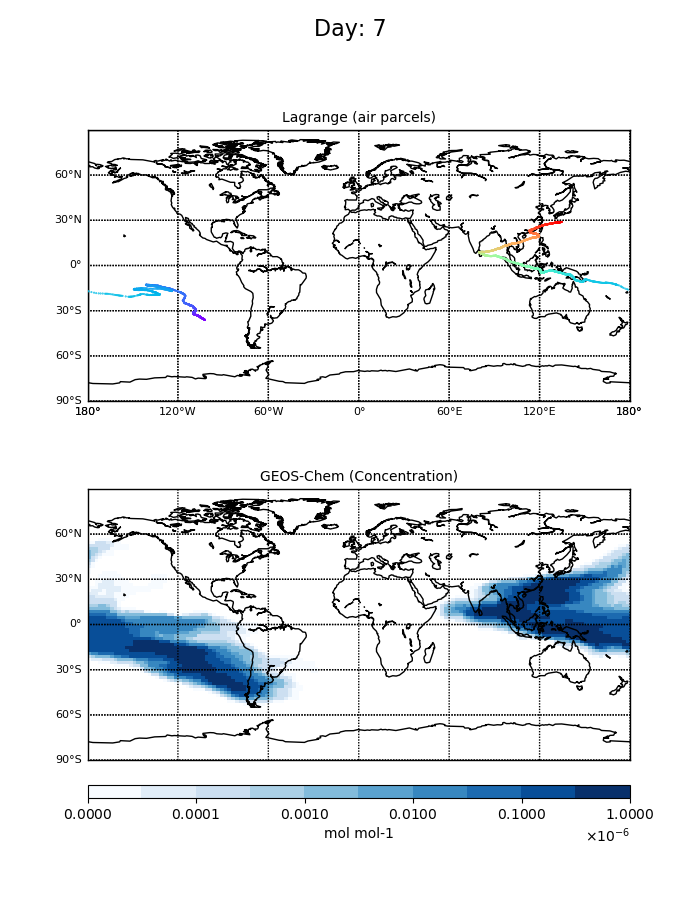 Day: 7
Lagrange (air parcels)
60°N
30°N
0°
30°S
60°S
90°S
180° 120°W 60°W 0° 60°E 120°E 180°
GEOS-Chem (Concentration)
60°N
30°N
0°
30°S
60°S
90°S
0.0000 0.0001 0.0010 0.0100 0.1000 1.0000
mol mol-1 ×10⁻⁶